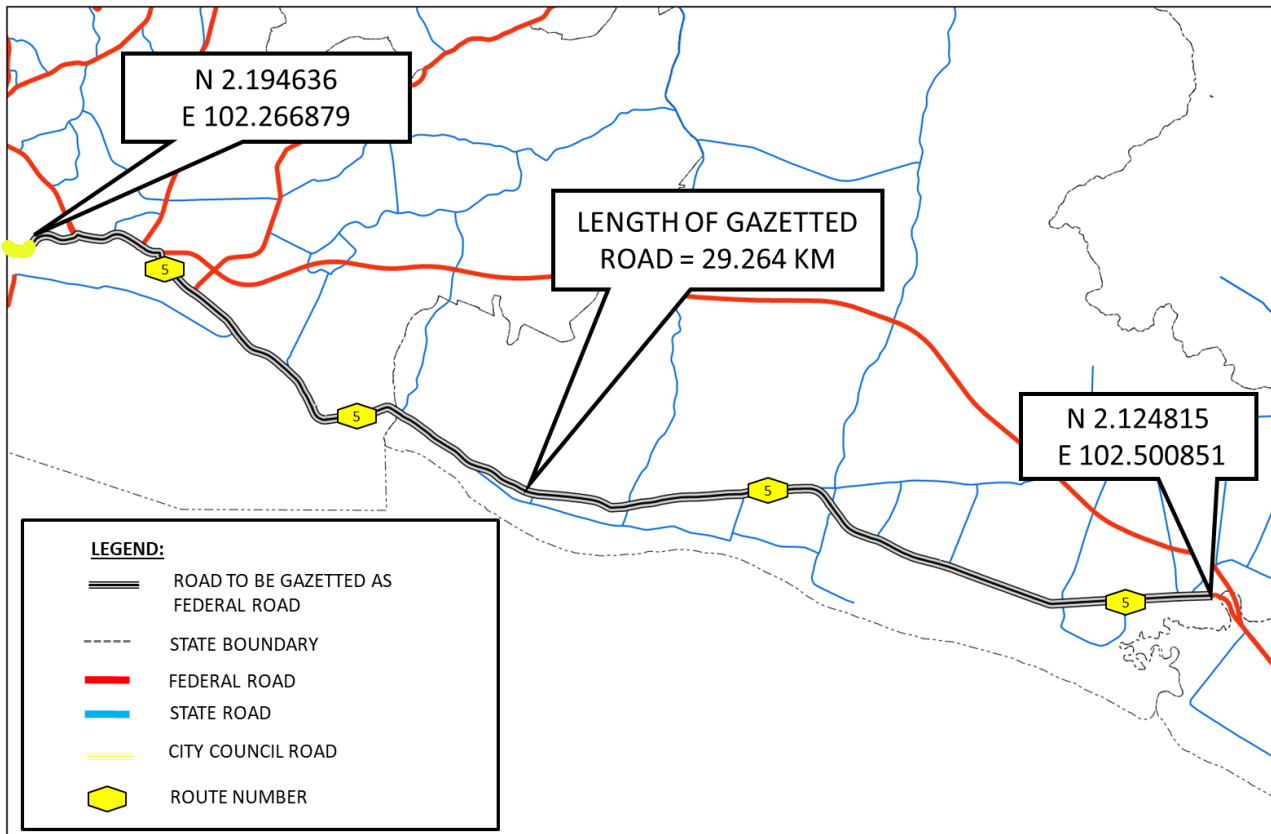 N 2.194636
E 102.266879
LENGTH OF GAZETTED
ROAD = 29.264 KM
5
5
N 2.124815
E 102.500851
5
5
LEGEND:
ROAD TO BE GAZETTED AS
FEDERAL ROAD
STATE BOUNDARY
FEDERAL ROAD
STATE ROAD
CITY COUNCIL ROAD
ROUTE NUMBER